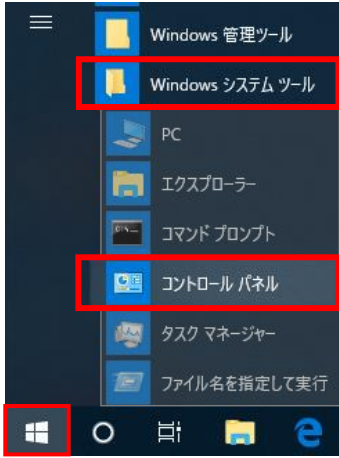 Windows 管理ツール
Windows システム ツール
PC
エクスプローラー
コマンド プロンプト
コントロール パネル
タスク マネージャー
ファイル名を指定して実行